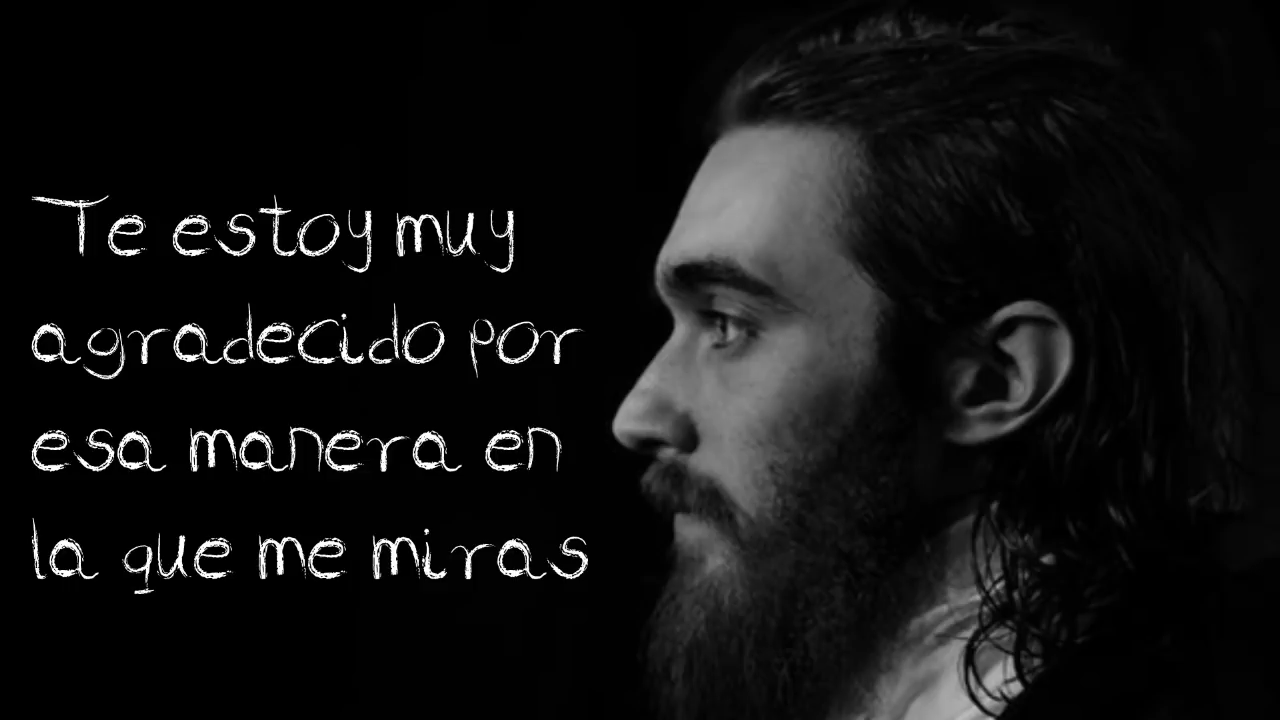 Te estoy muy
agradecido por
esa manera en
la que me miras